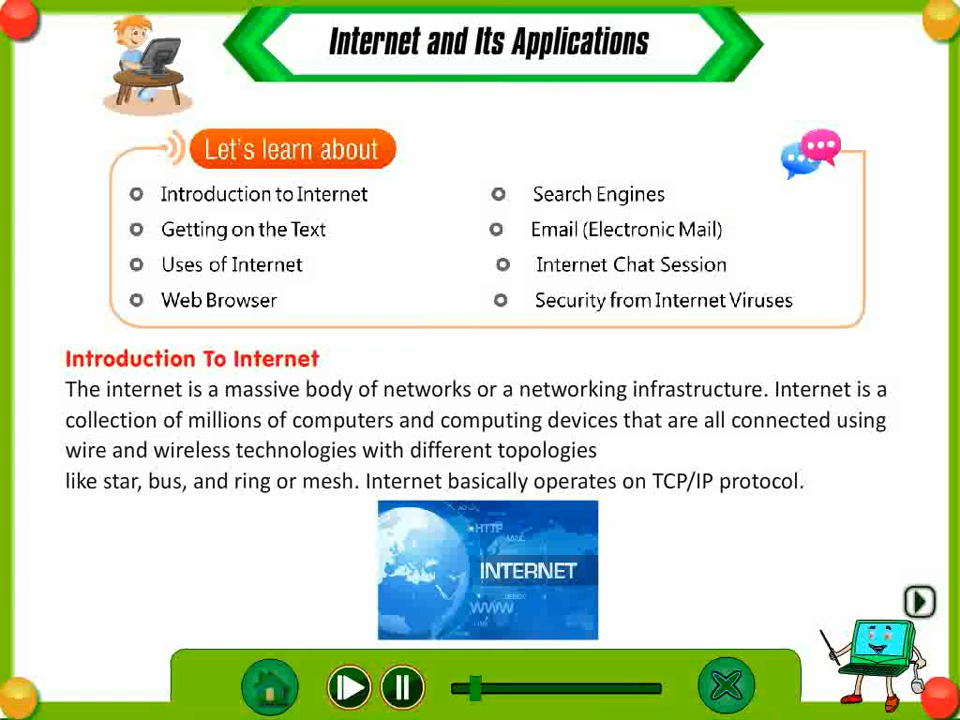 Internet and Its Applications
Let's learn about
Introduction to Internet
Getting on the Text
Uses of Internet
Web Browser
Search Engines
Email (Electronic Mail)
Internet Chat Session
Security from Internet Viruses
Introduction To Internet
The internet is a massive body of networks or a networking infrastructure. Internet is a
collection of millions of computers and computing devices that are all connected using
wire and wireless technologies with different topologies
like star, bus, and ring or mesh. Internet basically operates on TCP/IP protocol.
HTTP
MAIL
INTERNET
WWW